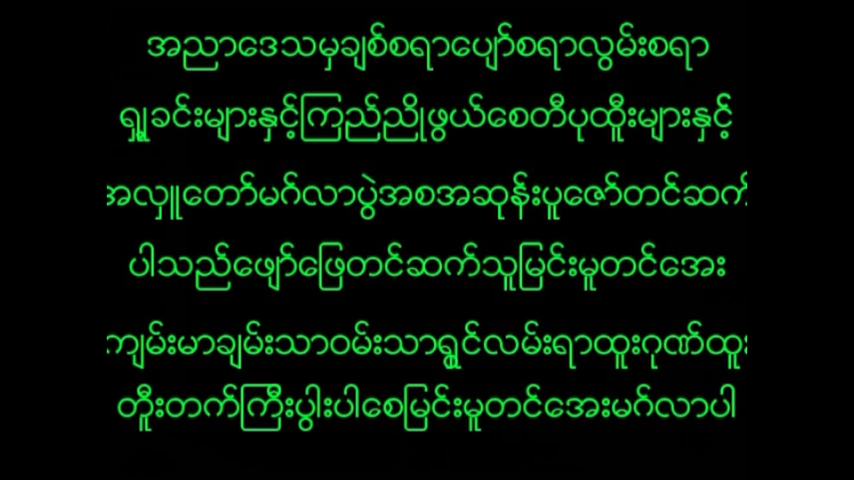 အညာဒေသမှချစ်စရာပျော်စရာလွမ်းစရာ
ရှုခင်းများနှင့်ကြည်ညိုဖွယ်စေတီပုထိူးများနှင့်
အလှူတော်မဂ်လာပွဲအစအဆုန်းပူဇော်တင်ဆက်
ပါသည်ဖျော်ဖြေတင်ဆက်သူမြင်းမူတင်အေး
ကျမ်းမာချမ်းသာဝမ်းသာရွှင်လမ်းရာထူးဂုဏ်ထူး
တိူးတက်ကြီးပွါးပါစေမြင်းမူတင်အေးမဂ်လာပါ